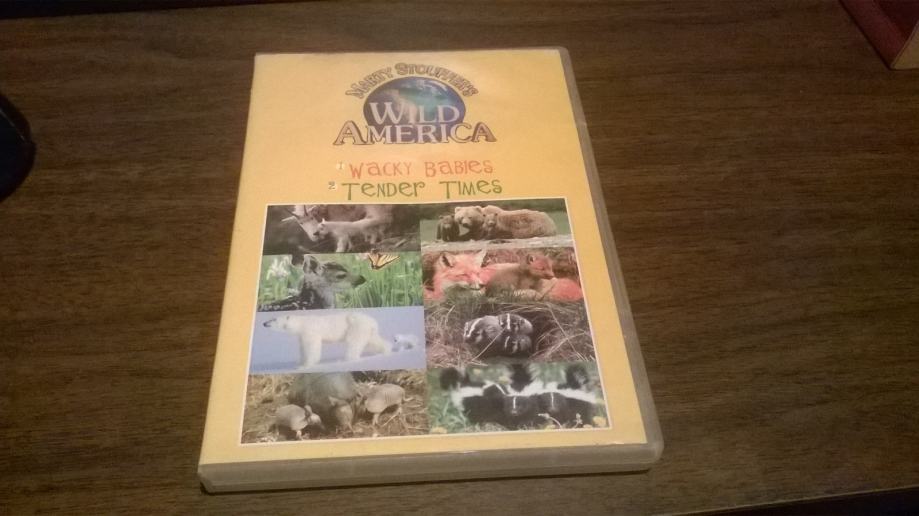 MARTY STOUFFER'S
WILD
AMERICA
1 WACKY BABIES
2 TENDER TIMES